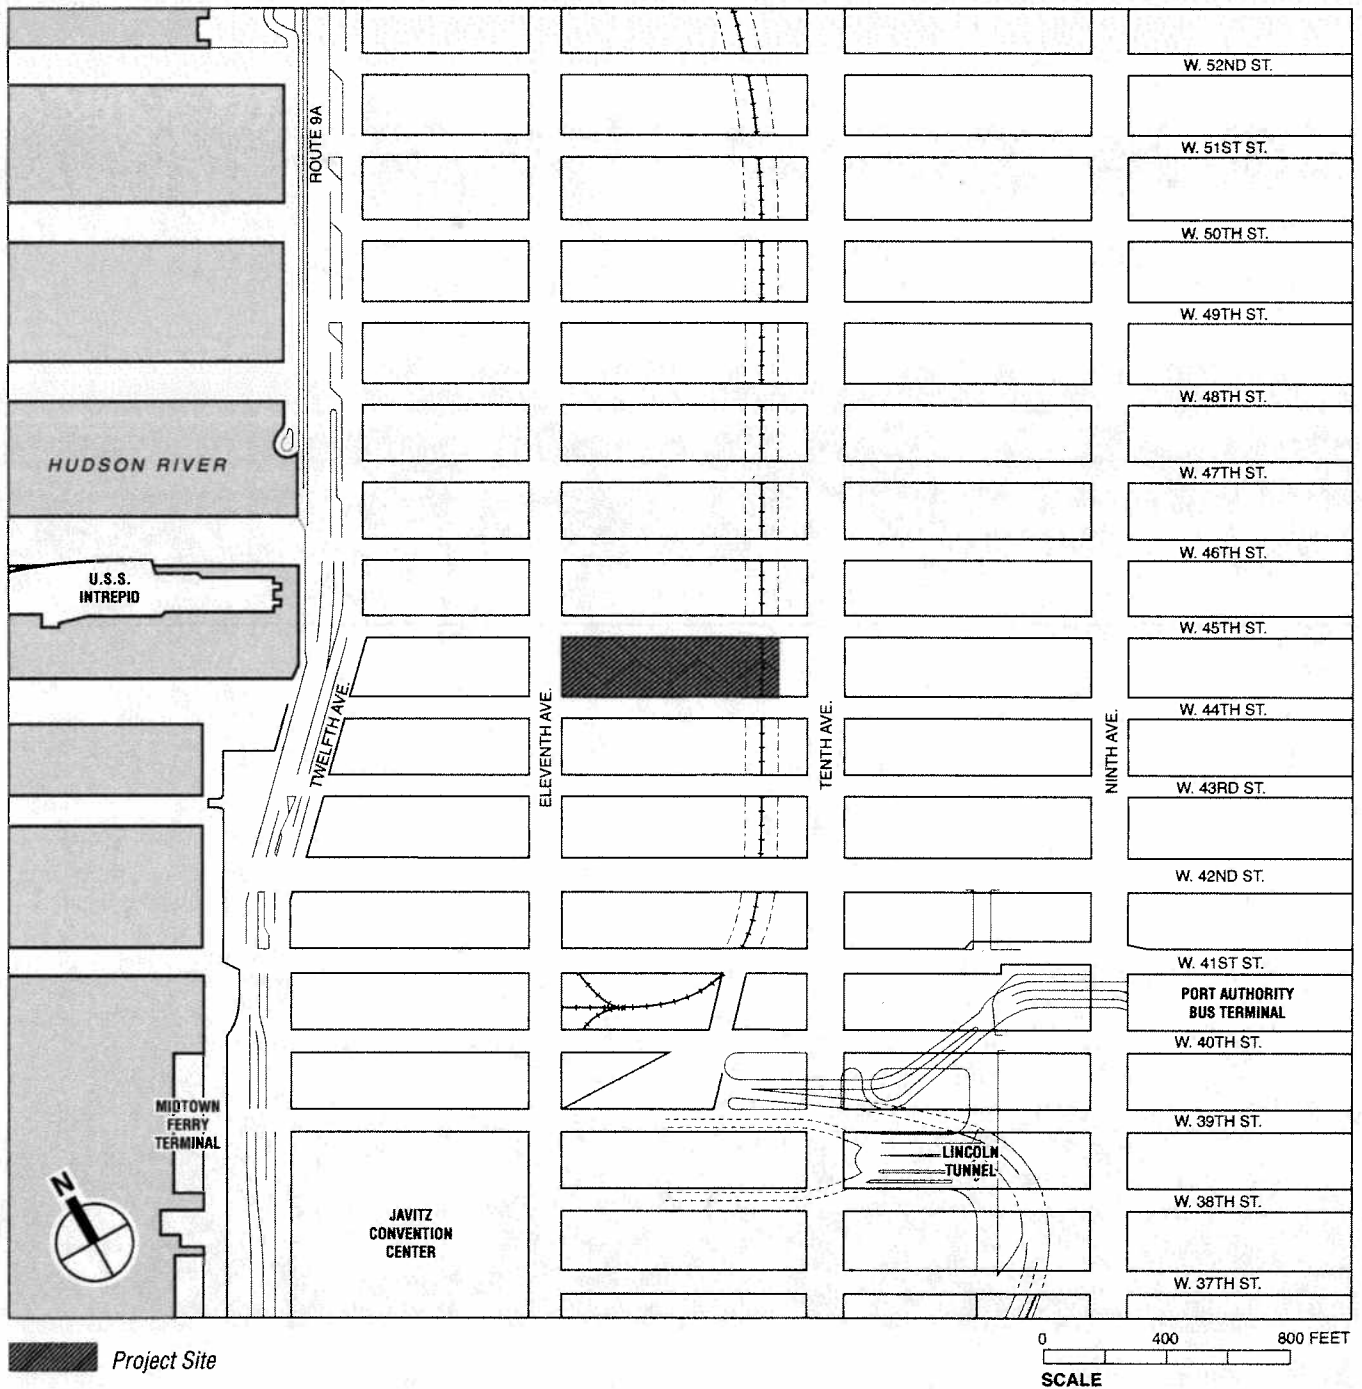 W. 52ND ST.
ROUTE 9A
W. 51ST ST.
W. 50TH ST.
W. 49TH ST.
W. 48TH ST.
HUDSON RIVER
W. 47TH ST.
W. 46TH ST.
U.S.S.
INTREPID
W. 45TH ST.
TWELFTH AVE.
ELEVENTH AVE.
TENTH AVE.
NINTH AVE.
W. 44TH ST.
W. 43RD ST.
W. 42ND ST.
W. 41ST ST.
PORT AUTHORITY
BUS TERMINAL
W. 40TH ST.
MIDTOWN
FERRY
TERMINAL
W. 39TH ST.
LINCOLN
TUNNEL
N
W. 38TH ST.
JAVITZ
CONVENTION
CENTER
W. 37TH ST.
Project Site
0 400 800 FEET
SCALE